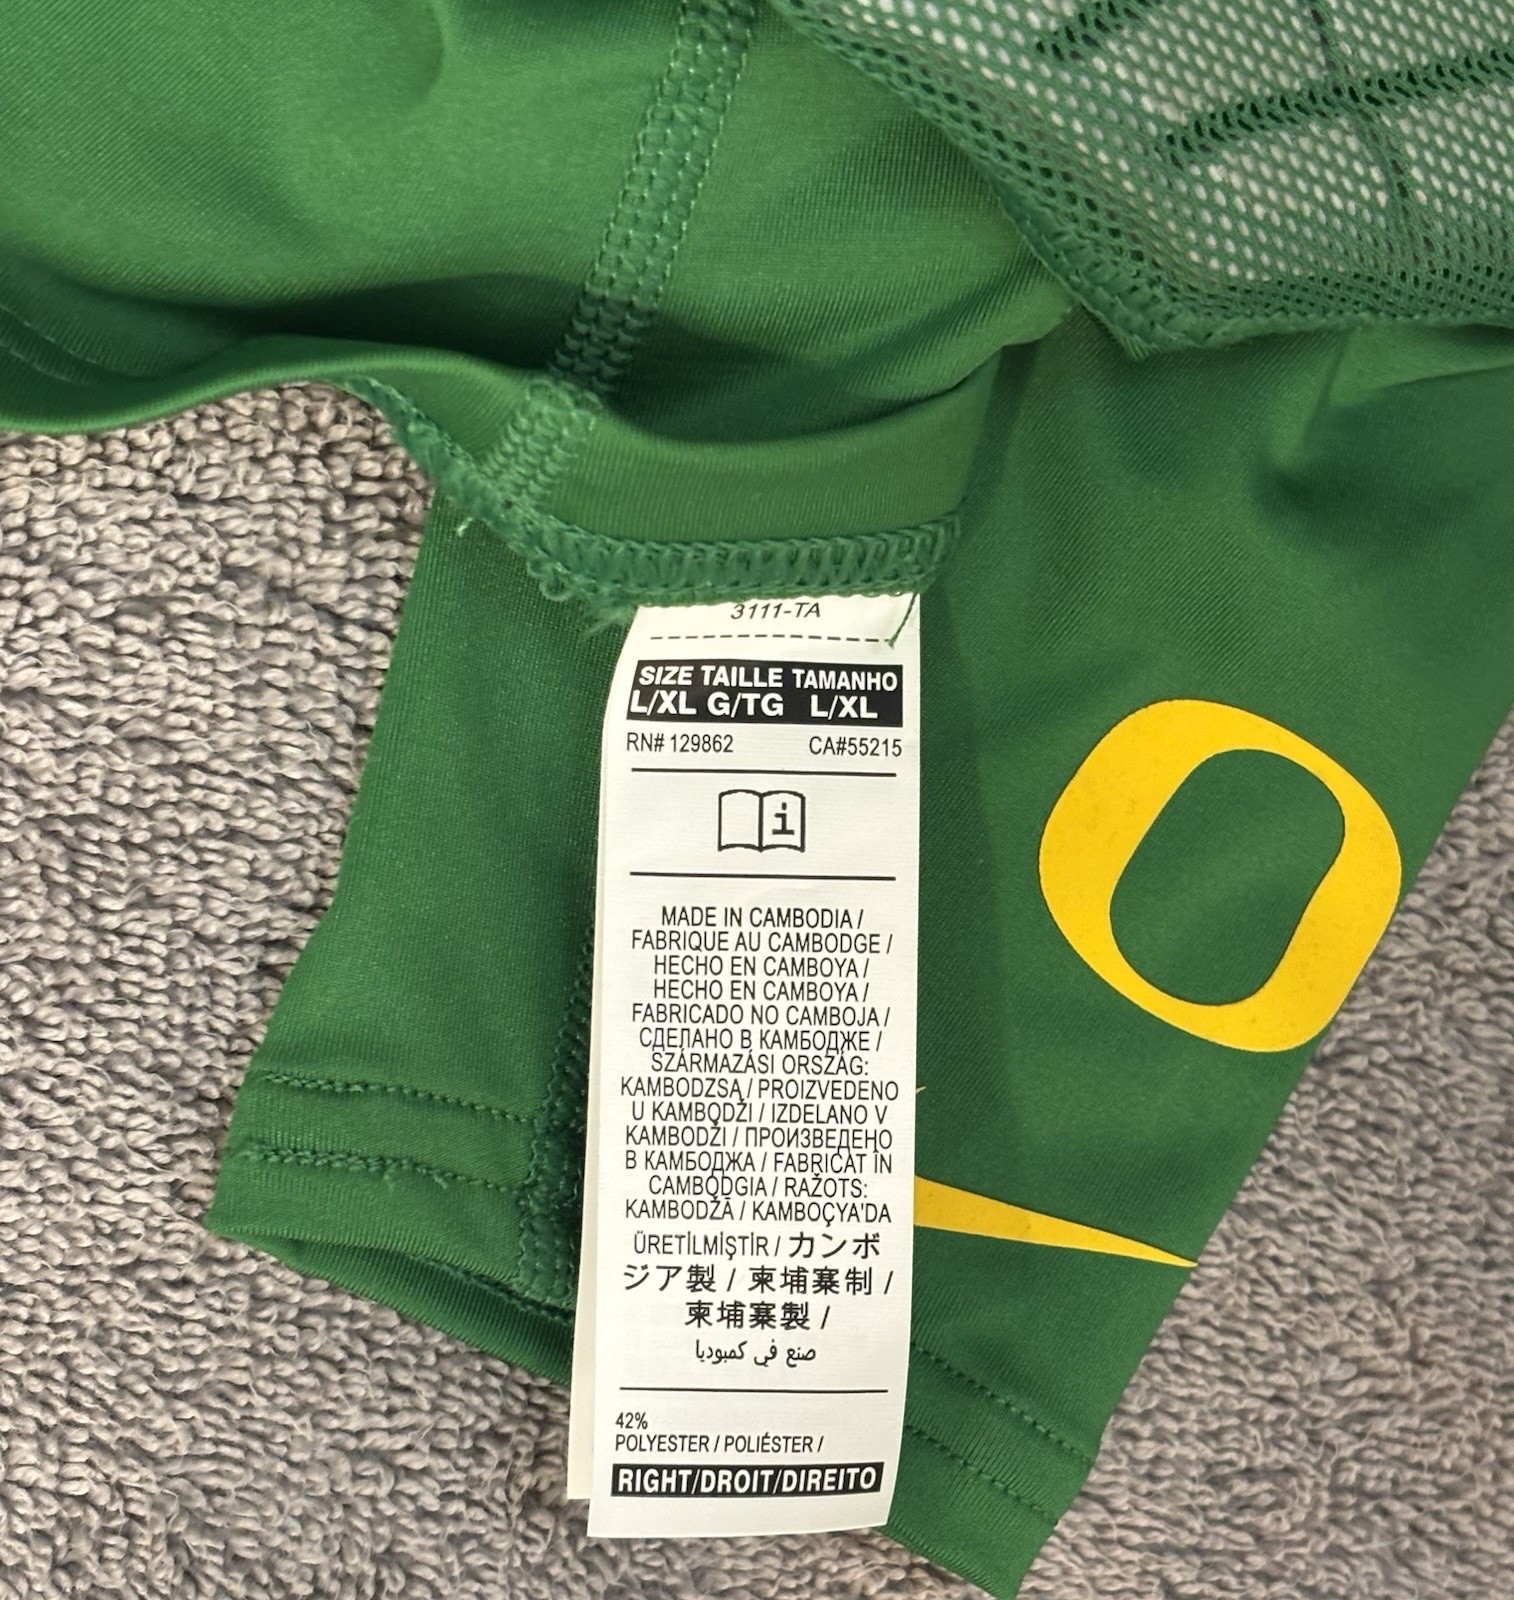 3111-TA
SIZE TAILLE TAMANHO
L/XL G/TG L/XL
RN# 129862 CA#55215
i
MADE IN CAMBODIA /
FABRIQUE AU CAMBODGE /
HECHO EN CAMBOYA /
HECHO EN CAMBOYA /
FABRICADO NO CAMBOJA /
СДЕЛАНО В КАМБОДЖЕ /
SZÁRMAZÁSI ORSZÁG:
KAMBODZSA / PROIZVEDENO
U KAMBODŽI / IZDELANO V
KAMBODŽI / ПРОИЗВЕДЕНО
В КАМБОДЖА / FABRICAT ÎN
CAMBODGIA / RAŽOTS:
KAMBODŽĀ / KAMBOÇYA'DA
ÜRETİLMİŞTİR / カンボ
ジア製 / 柬埔寨制 /
柬埔寨製 /
صنع في كمبوديا
42%
POLYESTER / POLIÉSTER /
RIGHT/DROIT/DIREITO
O